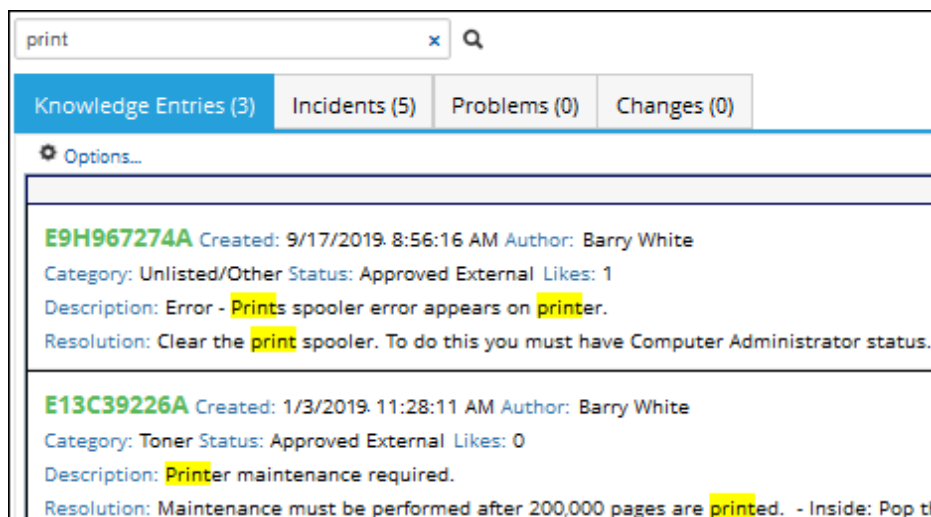 print x
Knowledge Entries (3) Incidents (5) Problems (0) Changes (0)
Options...
E9H967274A Created: 9/17/2019 8:56:16 AM Author: Barry White
Category: Unlisted/Other Status: Approved External Likes: 1
Description: Error - Prints spooler error appears on printer.
Resolution: Clear the print spooler. To do this you must have Computer Administrator status.
E13C39226A Created: 1/3/2019 11:28:11 AM Author: Barry White
Category: Toner Status: Approved External Likes: 0
Description: Printer maintenance required.
Resolution: Maintenance must be performed after 200,000 pages are printed. - Inside: Pop